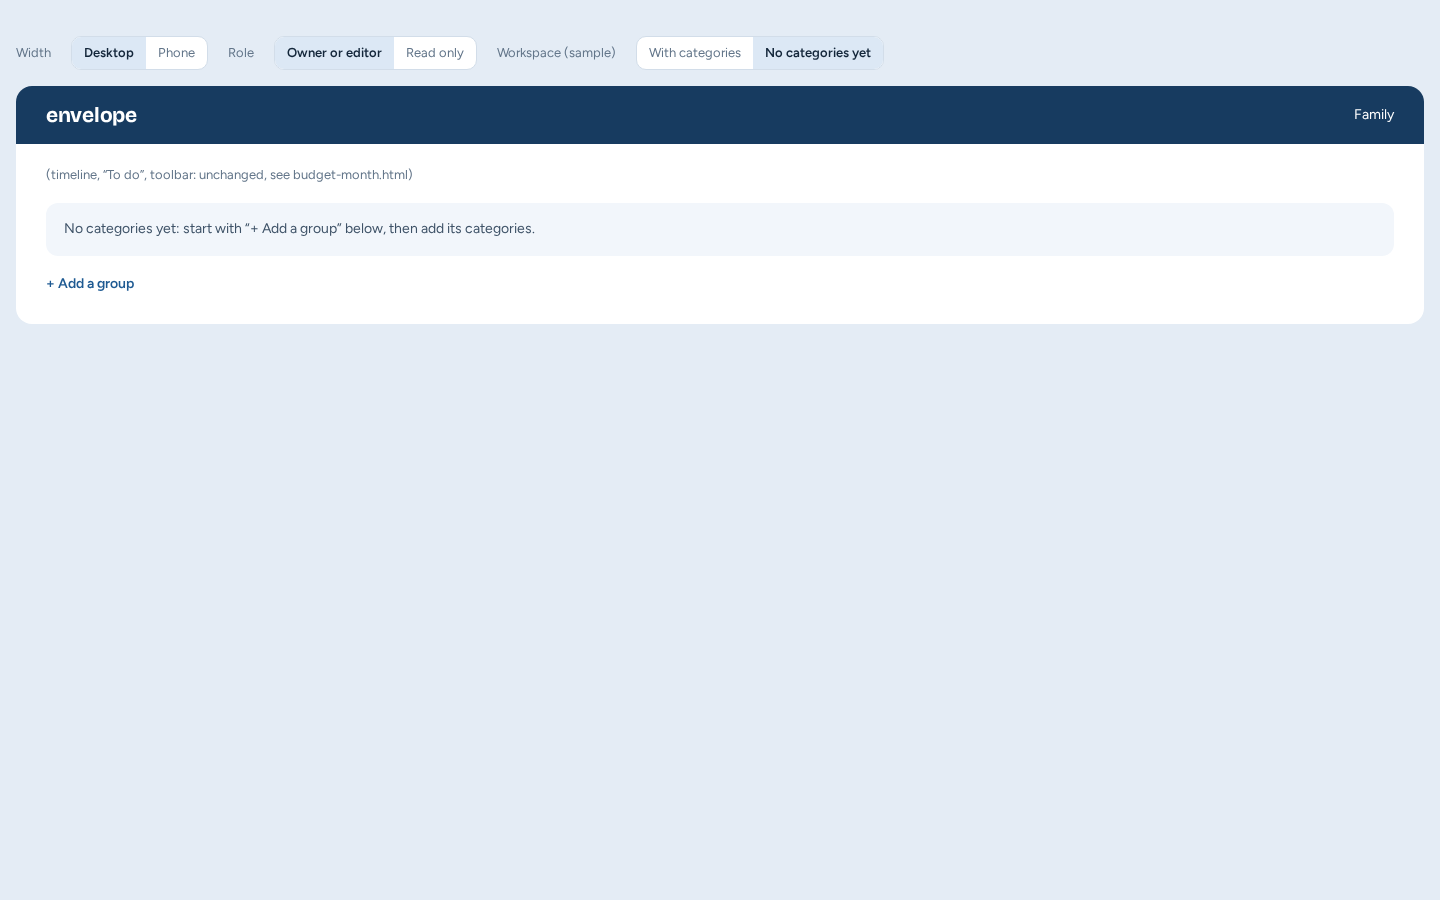 Width Desktop Phone Role Owner or editor Read only Workspace (sample) With categories No categories yet
envelope Family
(timeline, “To do”, toolbar: unchanged, see budget-month.html)
No categories yet: start with “+ Add a group” below, then add its categories.
+ Add a group